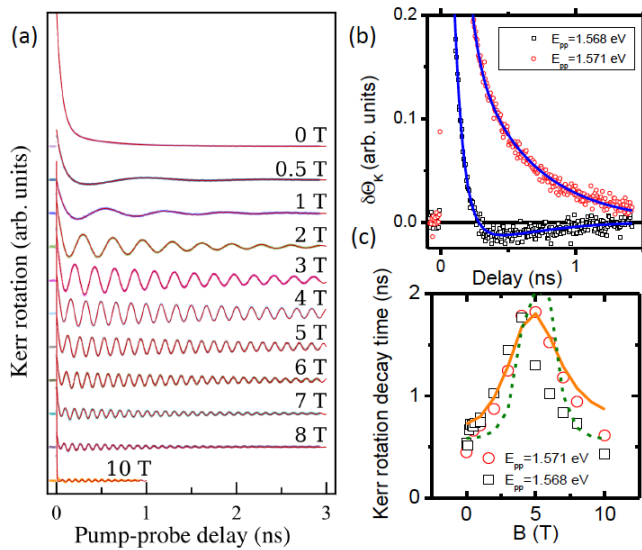 (a)
0 T
0.5 T
1 T
2 T
3 T
4 T
5 T
6 T
7 T
8 T
10 T
Kerr rotation (arb. units)
0 1 2 3
Pump-probe delay (ns)
(b)
0.2
0.1
0.0
δΘK (arb. units)
Epp=1.568 eV
Epp=1.571 eV
0 1
Delay (ns)
(c)
2
1
0
Kerr rotation decay time (ns)
Epp=1.571 eV
Epp=1.568 eV
0 5 10
B (T)